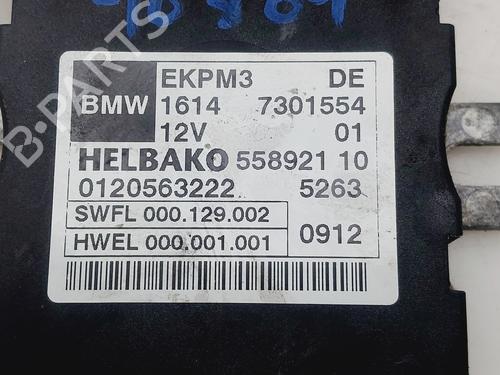 EKPM3 DE
BMW 1614 7301554
12V 01
HELBAKO 558921 10
0120563222 5263
SWFL 000.129.002
HWEL 000.001.001 0912
B-PARTS